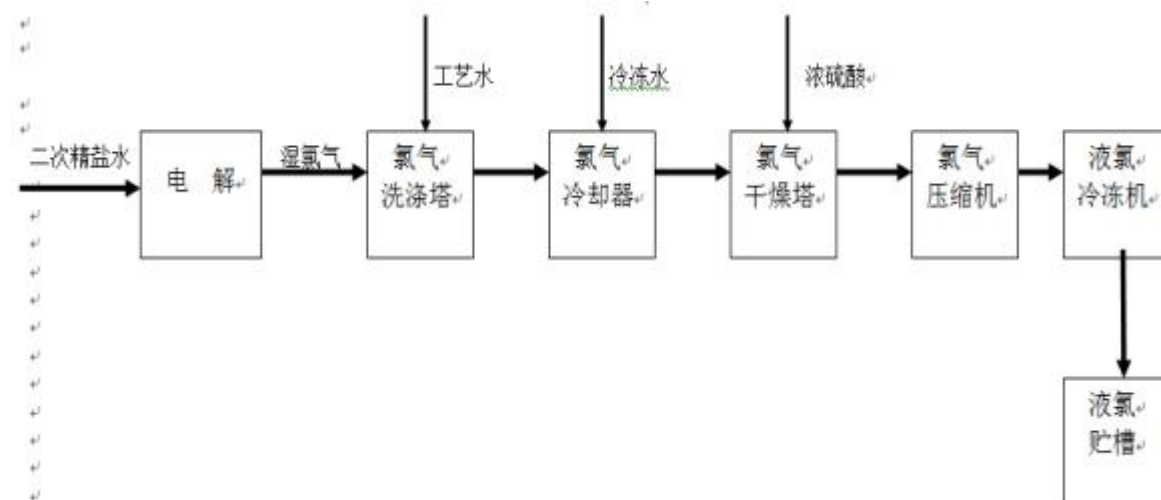 工艺水
冷冻水
浓硫酸
二次精盐水
电 解
湿氯气
氯气
洗涤塔
氯气
冷却器
氯气
干燥塔
氯气
压缩机
液氯
冷冻机
液氯
贮槽